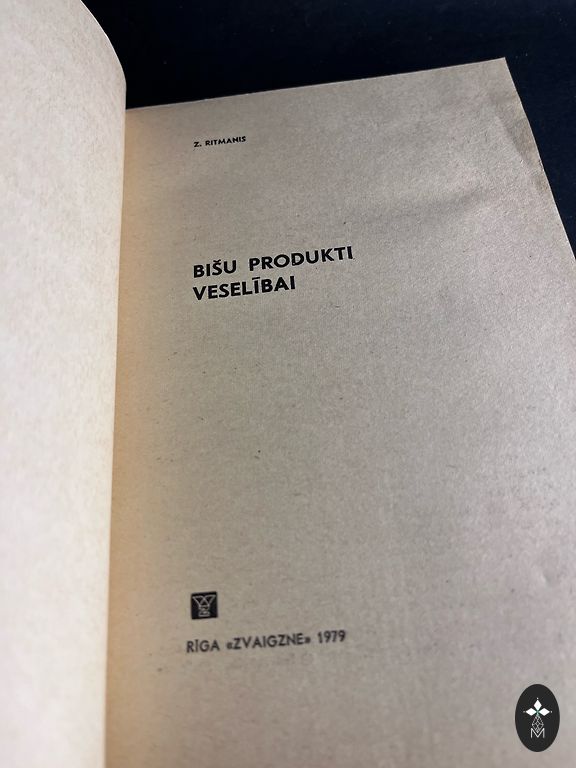 Z. RITMANIS
BIŠU PRODUKTI
VESELĪBAI
RĪGA «ZVAIGZNE» 1979
M